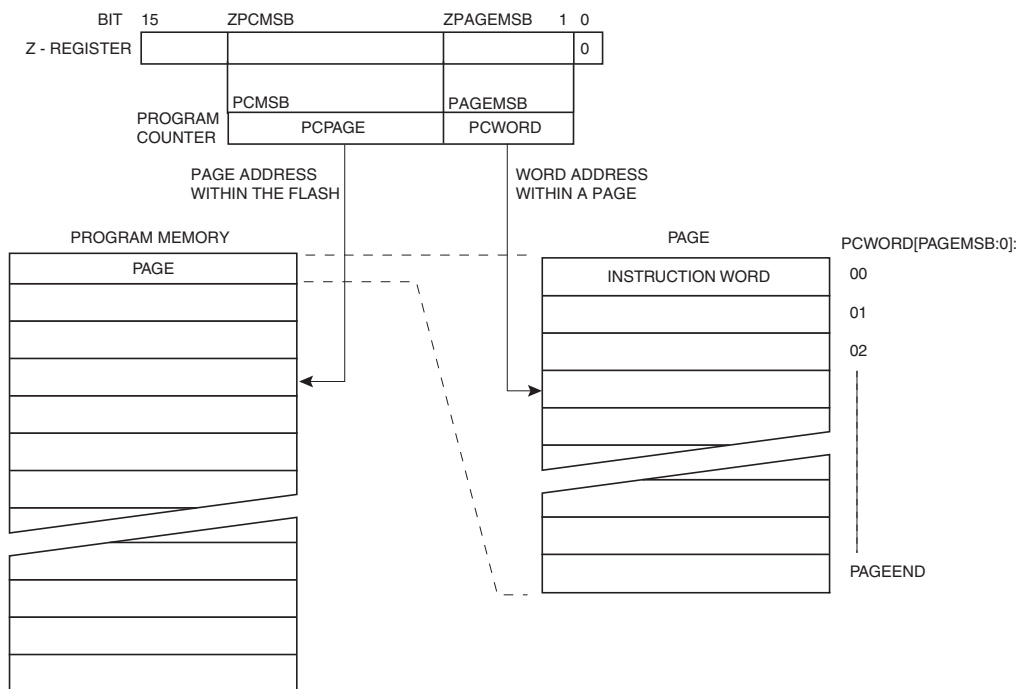 BIT 15 ZPCMSB ZPAGEMSB 1 0
Z - REGISTER 0
PCMSB PAGEMSB
PROGRAM
COUNTER
PCPAGE PCWORD
PAGE ADDRESS
WITHIN THE FLASH
WORD ADDRESS
WITHIN A PAGE
PROGRAM MEMORY
PAGE
PAGE
PCWORD[PAGEMSB:0]:
INSTRUCTION WORD 00
01
02
PAGEEND